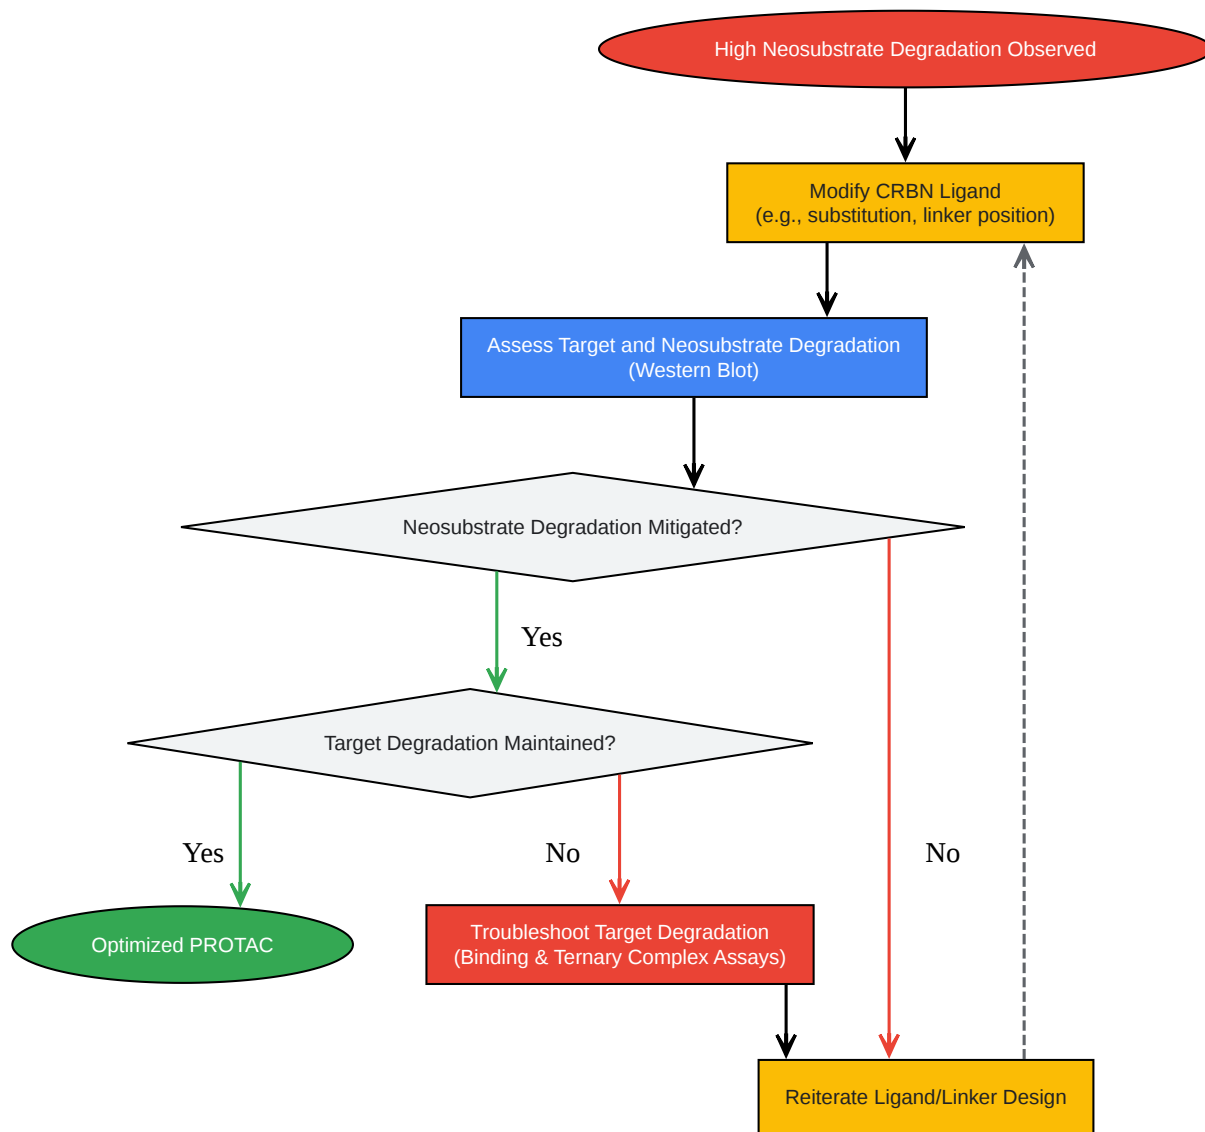 High Neosubstrate Degradation Observed
Modify CRBN Ligand
(e.g., substitution, linker position)
Assess Target and Neosubstrate Degradation
(Western Blot)
Neosubstrate Degradation Mitigated?
Yes
Target Degradation Maintained?
Yes
No
No
Optimized PROTAC
Troubleshoot Target Degradation
(Binding & Ternary Complex Assays)
Reiterate Ligand/Linker Design